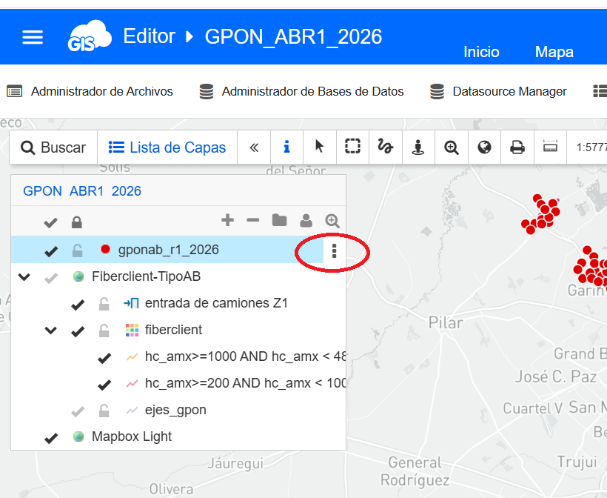 GIS Editor GPON_ABR1_2026
Inicio Mapa
Administrador de Archivos Administrador de Bases de Datos Datasource Manager
eco
Buscar Lista de Capas « i 1:5777
Solís del Señor
GPON ABR1 2026
gponab_r1_2026
Fiberclient-TipoAB
Garín
entrada de camiones Z1
Pilar
fiberclient
hc_amx>=1000 AND hc_amx < 48
Grand B
José C. Paz
hc_amx>=200 AND hc_amx < 100
ejes_gpon
Cuartel V San M
Mapbox Light
Be
Jáuregui General Trujui
Rodríguez
Olivera